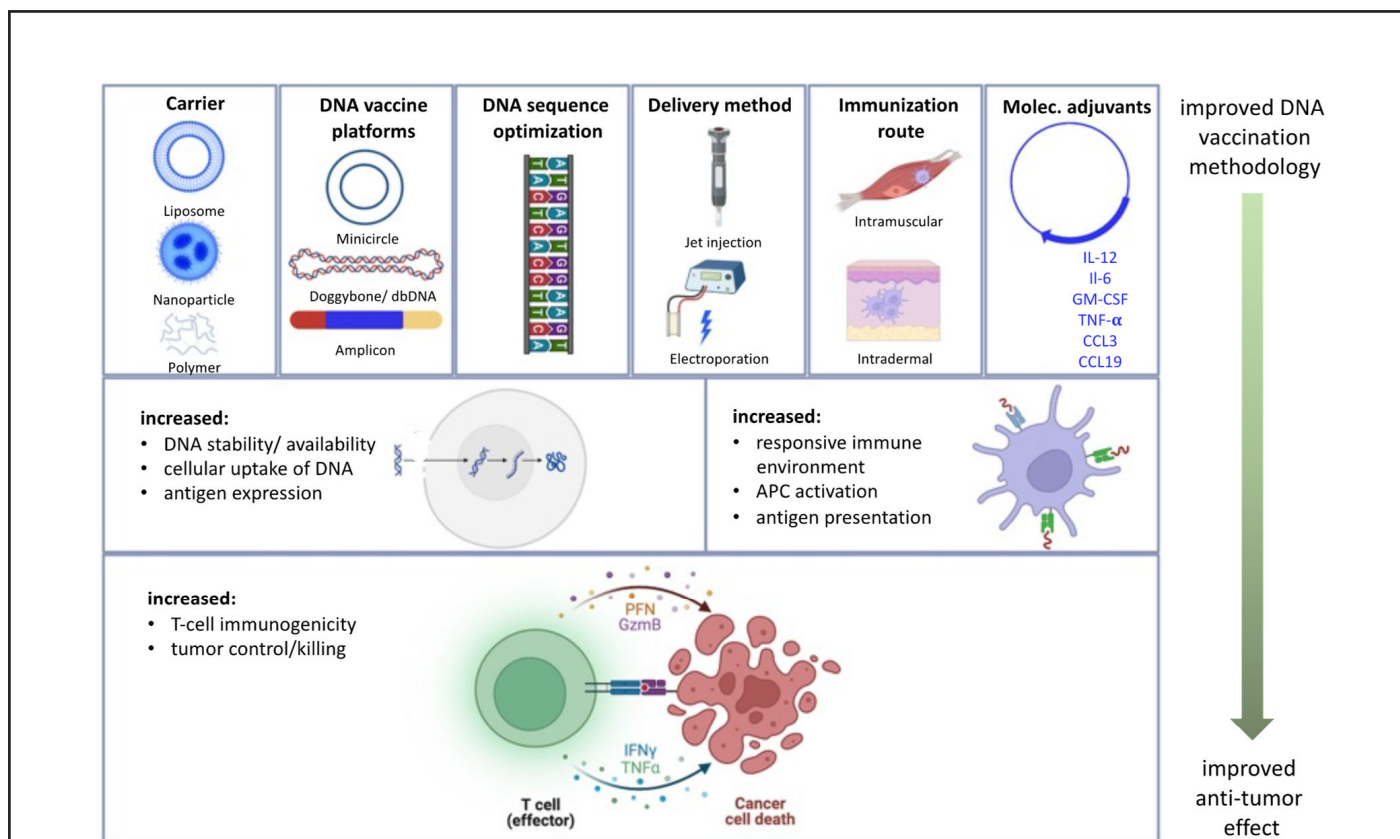 Carrier
Liposome
Nanoparticle
Polymer
DNA vaccine
platforms
Minicircle
Doggybone/ dbDNA
Amplicon
DNA sequence
optimization
T A
A T
C G
T A
A T
C G
C G
T A
A T
C G
A T
Delivery method
Jet injection
Electroporation
Immunization
route
Intramuscular
Intradermal
Molec. adjuvants
IL-12
Il-6
GM-CSF
TNF-α
CCL3
CCL19
improved DNA
vaccination
methodology
increased:
• DNA stability/ availability
• cellular uptake of DNA
• antigen expression
increased:
• responsive immune
environment
• APC activation
• antigen presentation
increased:
• T-cell immunogenicity
• tumor control/killing
PFN
GzmB
IFNγ
TNFα
T cell
(effector)
Cancer
cell death
improved
anti-tumor
effect